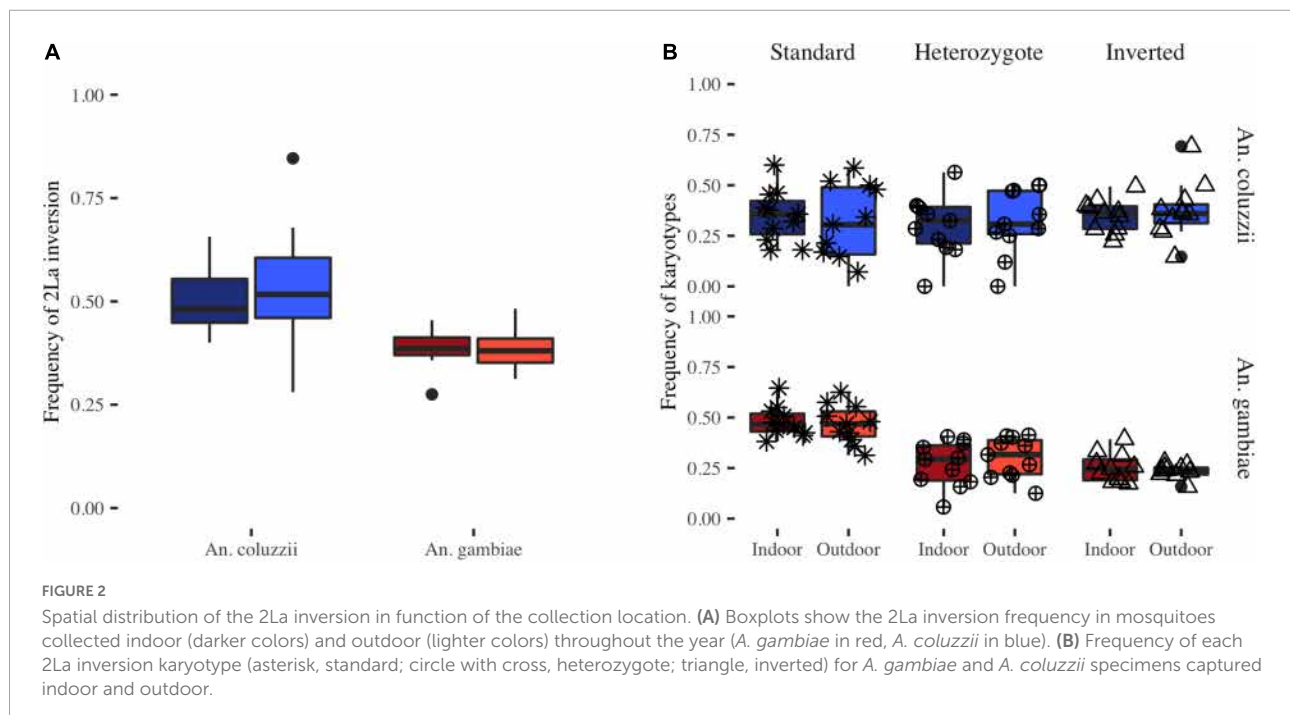 A
1.00
0.75
0.50
0.25
0.00
Frequency of 2La inversion
An. coluzzii
An. gambiae
B
Standard
Heterozygote
Inverted
1.00
0.75
0.50
0.25
0.00
An. coluzzii
1.00
0.75
0.50
0.25
0.00
An. gambiae
Frequency of karyotypes
Indoor
Outdoor
Indoor
Outdoor
Indoor
Outdoor
FIGURE 2
Spatial distribution of the 2La inversion in function of the collection location. (A) Boxplots show the 2La inversion frequency in mosquitoes
collected indoor (darker colors) and outdoor (lighter colors) throughout the year (A. gambiae in red, A. coluzzii in blue). (B) Frequency of each
2La inversion karyotype (asterisk, standard; circle with cross, heterozygote; triangle, inverted) for A. gambiae and A. coluzzii specimens captured
indoor and outdoor.